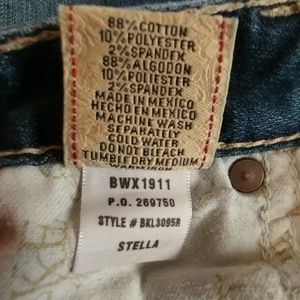 88% COTTON
10% POLYESTER
2% SPANDEX
88% ALGODON
10% POLIESTER
2% SPANDEX
MADE IN MEXICO
HECHO EN MEXICO
MACHINE WASH
SEPARATELY
COLD WATER
DO NOT BLEACH
TUMBLE DRY MEDIUM
BWX1911
P.O. 269750
STYLE # BKL3095R
STELLA